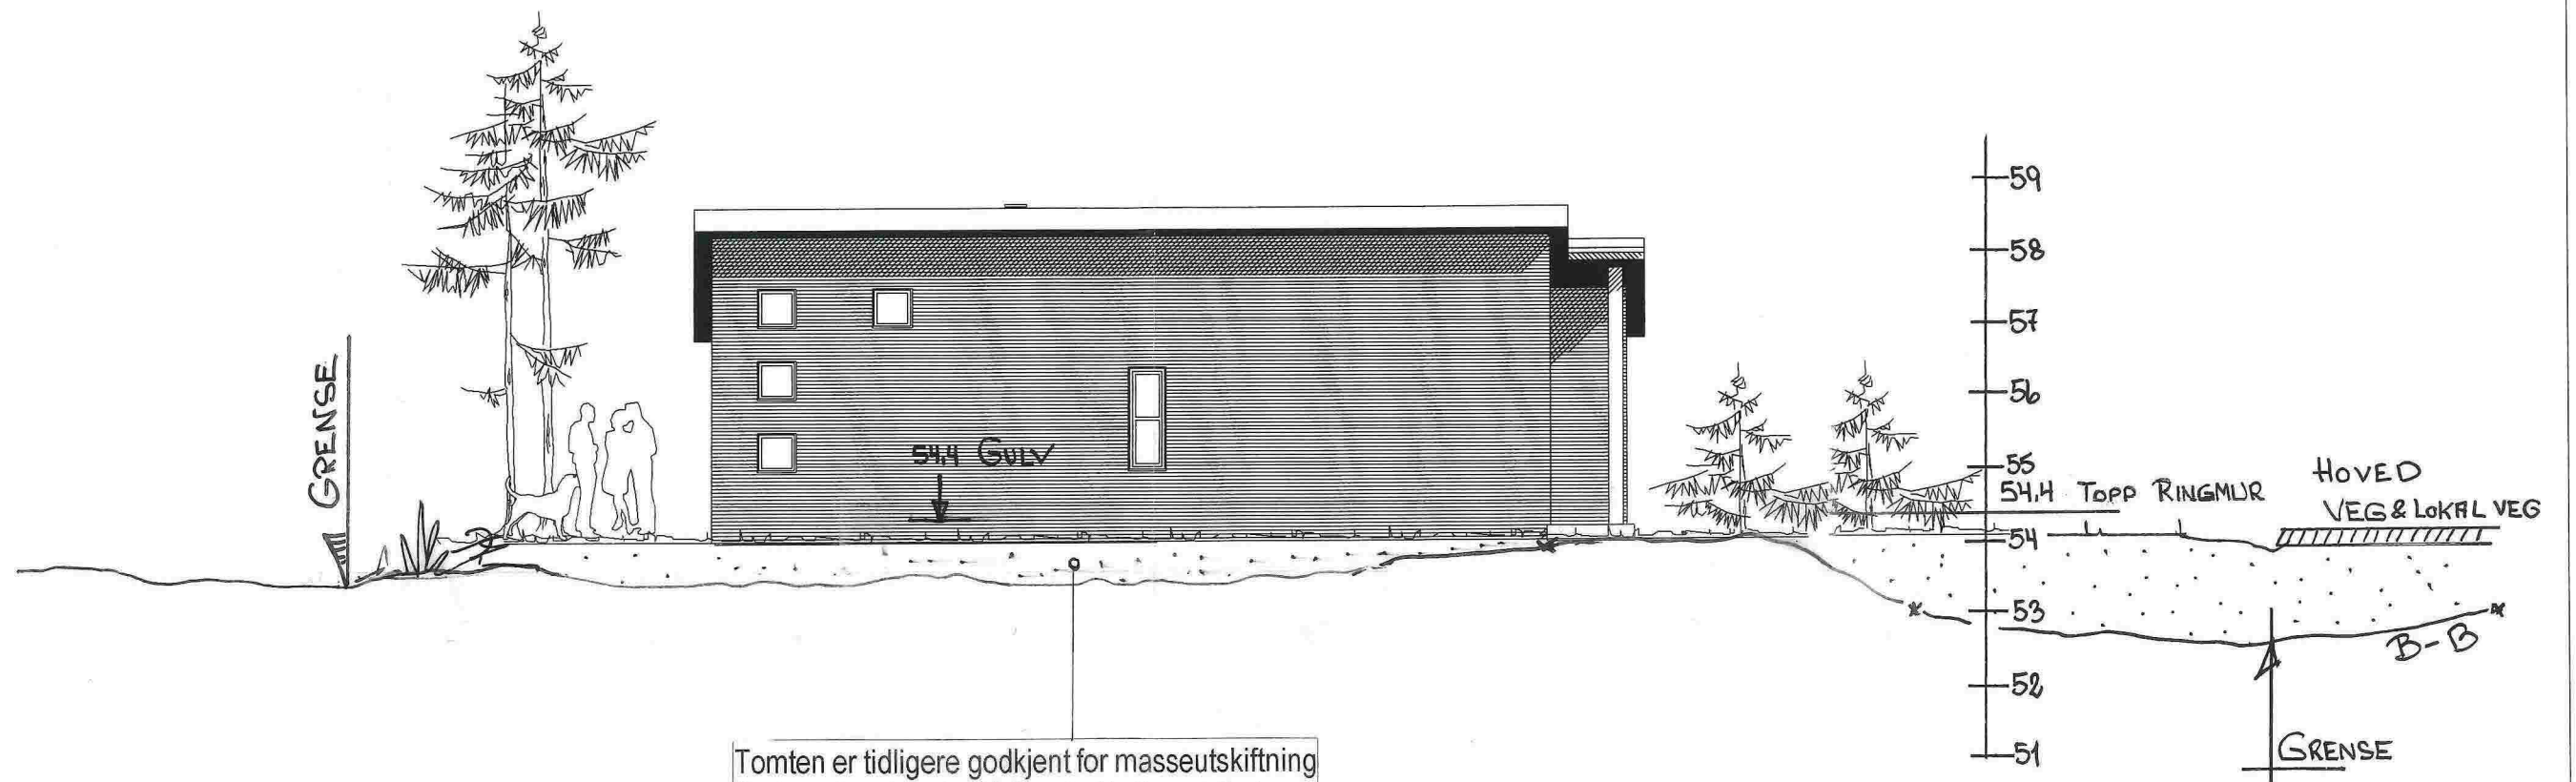 GRENSE
54,4 GULV
59
58
57
56
55
54,4 TOPP RINGMUR
HOVED
VEG & LOKAL VEG
54
53
B-B
52
51
GRENSE
Tomten er tidligere godkjent for masseutskiftning